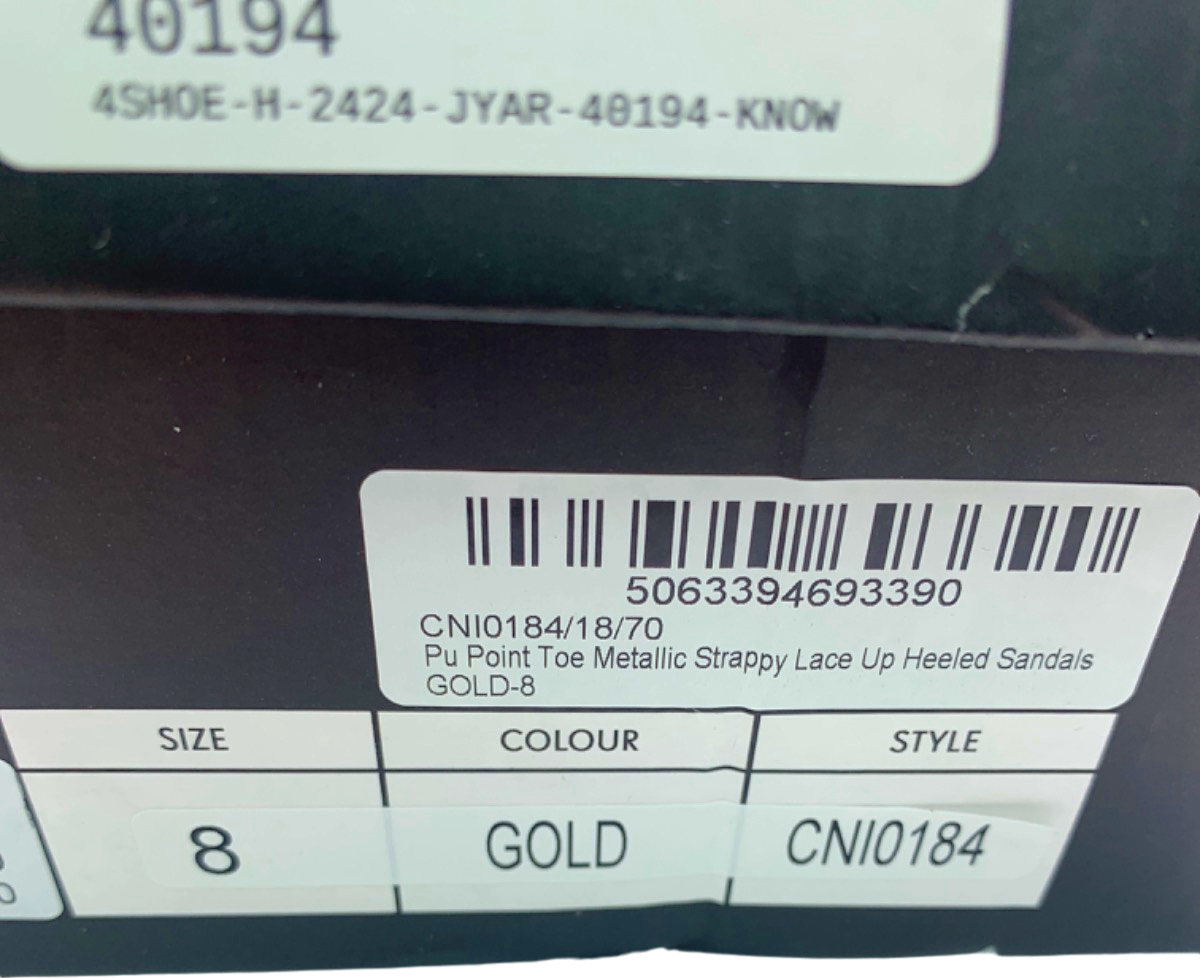 40194
4SHOE-H-2424-JYAR-40194-KNOW
5063394693390
CNI0184/18/70
Pu Point Toe Metallic Strappy Lace Up Heeled Sandals
GOLD-8
SIZE COLOUR STYLE
8 GOLD CNI0184